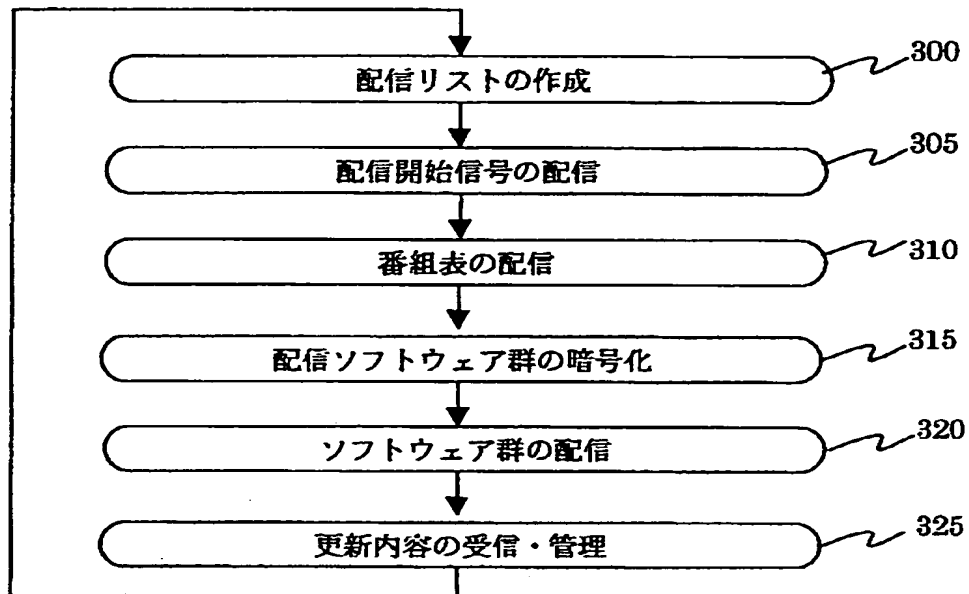 配信リストの作成
300
配信開始信号の配信
305
番組表の配信
310
配信ソフトウェア群の暗号化
315
ソフトウェア群の配信
320
更新内容の受信・管理
325